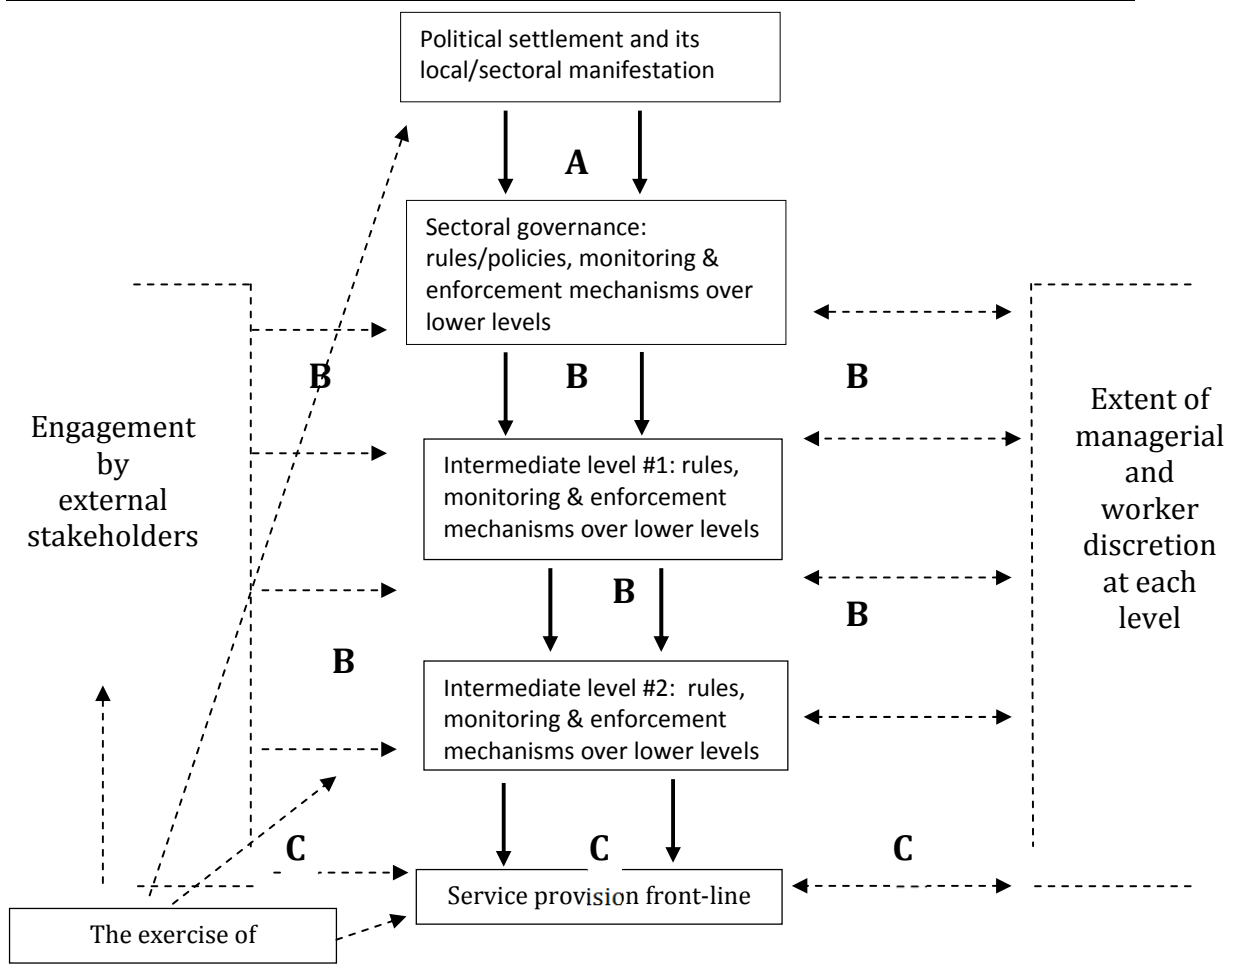 Political settlement and its
local/sectoral manifestation
A
Sectoral governance:
rules/policies, monitoring &
enforcement mechanisms over
lower levels
B
B
B
Engagement
by
external
stakeholders
Extent of
managerial
and
worker
discretion
at each
level
Intermediate level #1: rules,
monitoring & enforcement
mechanisms over lower levels
B
B
B
Intermediate level #2:  rules,
monitoring & enforcement
mechanisms over lower levels
C
C
C
Service provision front-line
The exercise of